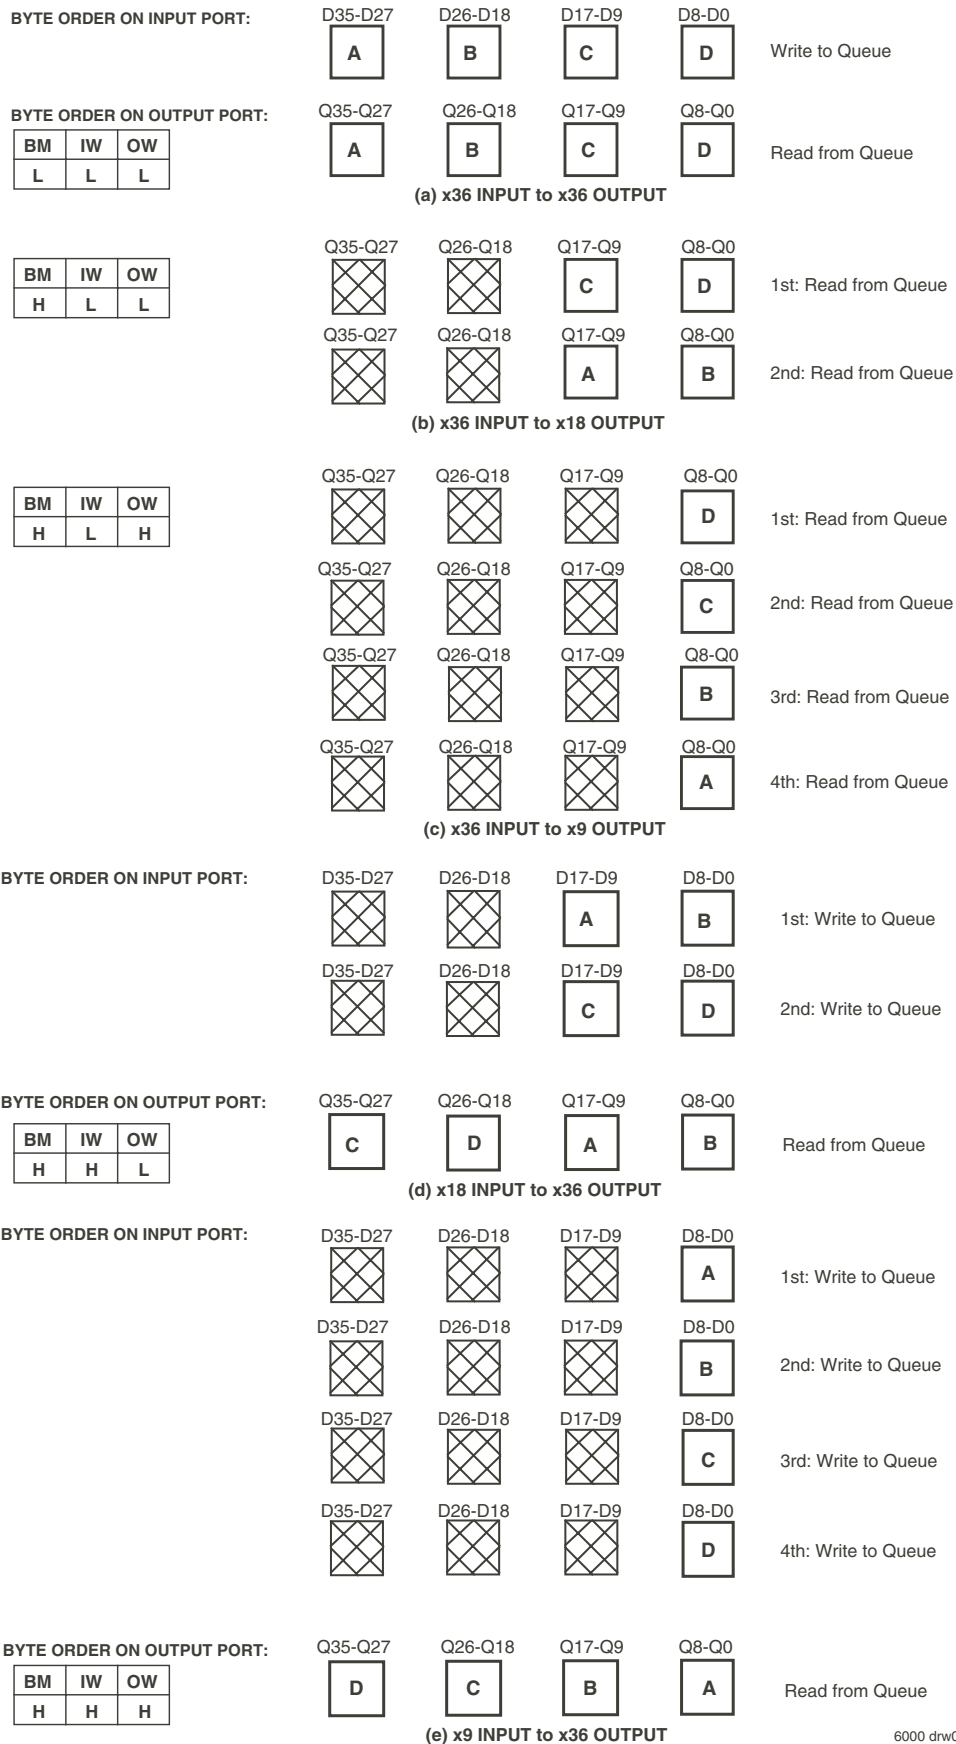 BYTE ORDER ON INPUT PORT: D35-D27 D26-D18 D17-D9 D8-D0
A B C D Write to Queue
BYTE ORDER ON OUTPUT PORT: Q35-Q27 Q26-Q18 Q17-Q9 Q8-Q0
BM IW OW A B C D Read from Queue
L L L
(a) x36 INPUT to x36 OUTPUT
Q35-Q27 Q26-Q18 Q17-Q9 Q8-Q0
BM IW OW C D 1st: Read from Queue
H L L
Q35-Q27 Q26-Q18 Q17-Q9 Q8-Q0
A B 2nd: Read from Queue
(b) x36 INPUT to x18 OUTPUT
Q35-Q27 Q26-Q18 Q17-Q9 Q8-Q0
BM IW OW D 1st: Read from Queue
H L H
Q35-Q27 Q26-Q18 Q17-Q9 Q8-Q0
C 2nd: Read from Queue
Q35-Q27 Q26-Q18 Q17-Q9 Q8-Q0
B 3rd: Read from Queue
Q35-Q27 Q26-Q18 Q17-Q9 Q8-Q0
A 4th: Read from Queue
(c) x36 INPUT to x9 OUTPUT
BYTE ORDER ON INPUT PORT: D35-D27 D26-D18 D17-D9 D8-D0
A B 1st: Write to Queue
D35-D27 D26-D18 D17-D9 D8-D0
C D 2nd: Write to Queue
BYTE ORDER ON OUTPUT PORT: Q35-Q27 Q26-Q18 Q17-Q9 Q8-Q0
BM IW OW C D A B Read from Queue
H H L
(d) x18 INPUT to x36 OUTPUT
BYTE ORDER ON INPUT PORT: D35-D27 D26-D18 D17-D9 D8-D0
A 1st: Write to Queue
D35-D27 D26-D18 D17-D9 D8-D0
B 2nd: Write to Queue
D35-D27 D26-D18 D17-D9 D8-D0
C 3rd: Write to Queue
D35-D27 D26-D18 D17-D9 D8-D0
D 4th: Write to Queue
BYTE ORDER ON OUTPUT PORT: Q35-Q27 Q26-Q18 Q17-Q9 Q8-Q0
BM IW OW D C B A Read from Queue
H H H
(e) x9 INPUT to x36 OUTPUT
6000